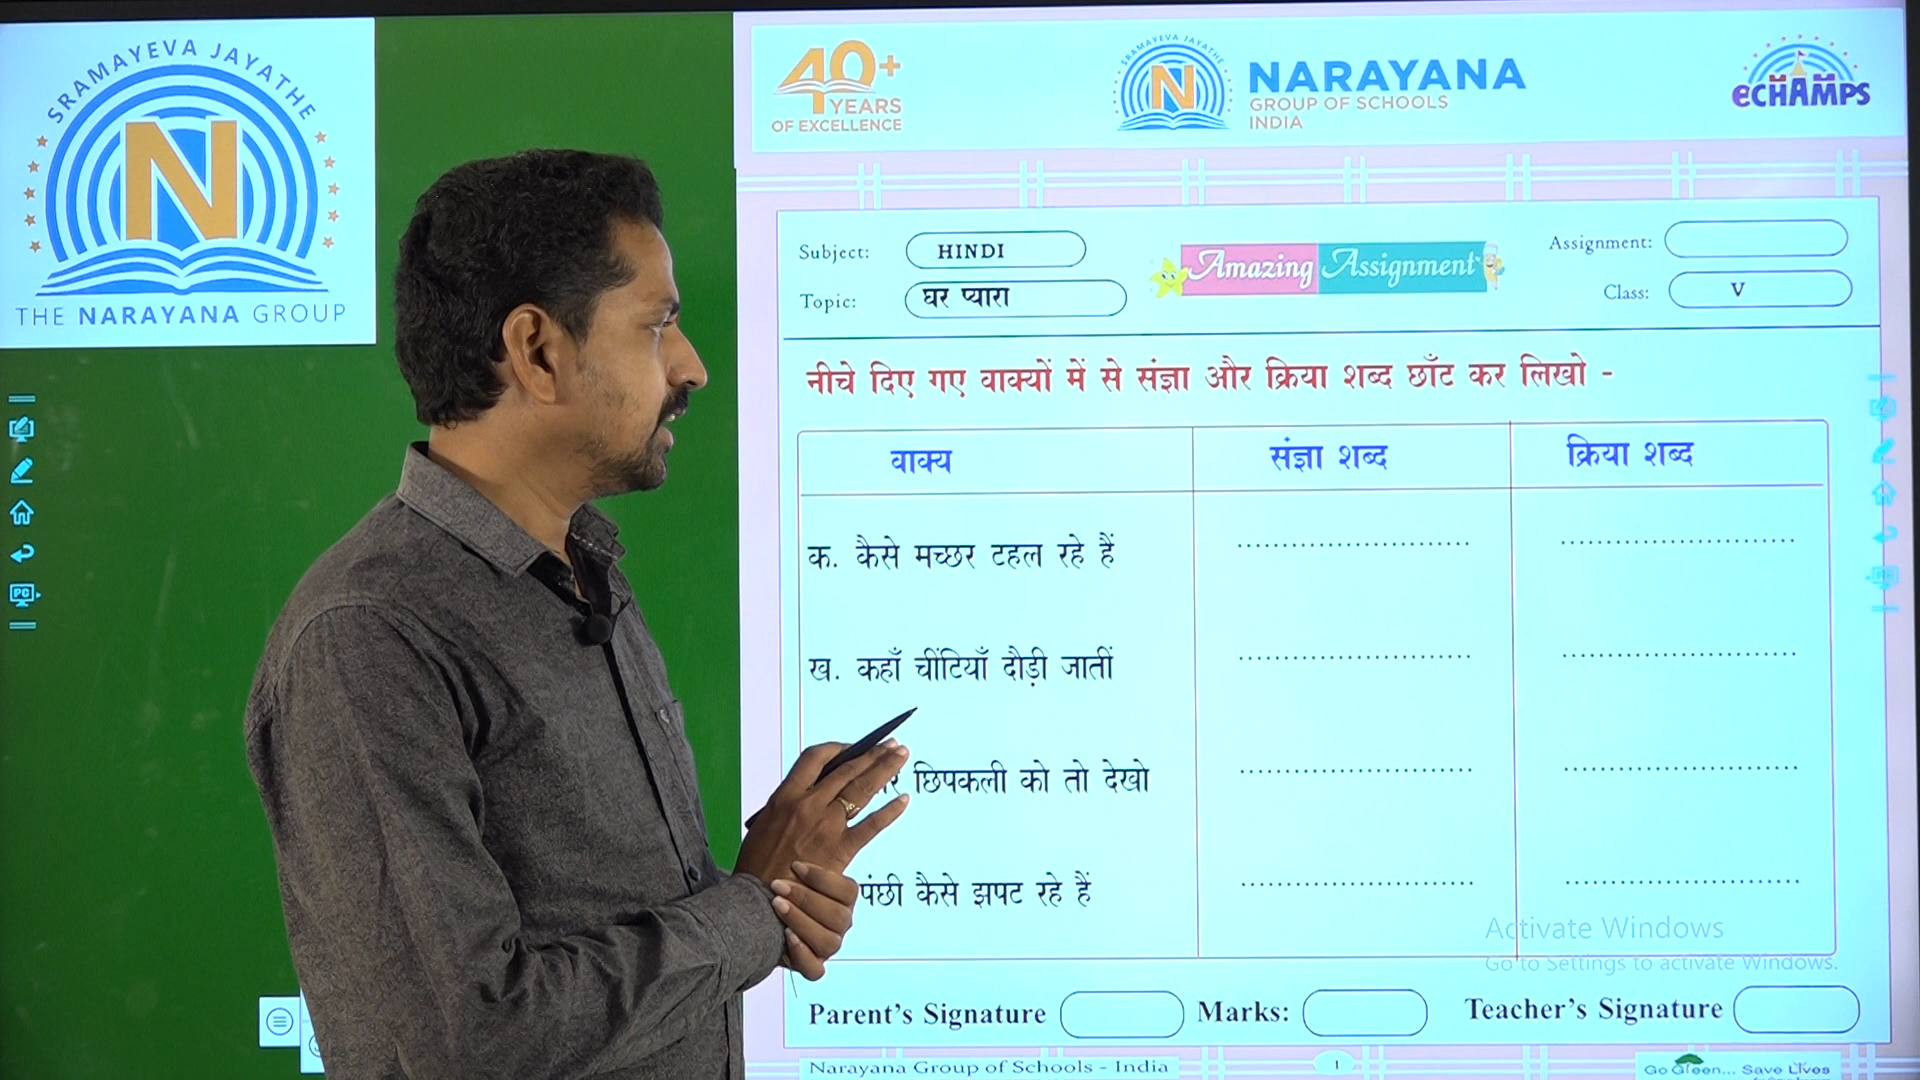 SRAMAYEVA JAYATHE
N
THE NARAYANA GROUP
40+
YEARS
OF EXCELLENCE
SRAMAYEVA JAYATHE
N
NARAYANA
GROUP OF SCHOOLS
INDIA
eCHAMPS
Subject: HINDI
Topic: घर प्यारा
Amazing Assignment
Assignment:
Class: V
नीचे दिए गए वाक्यों में से संज्ञा और क्रिया शब्द छाँट कर लिखो -
वाक्य संज्ञा शब्द क्रिया शब्द
क. कैसे मच्छर टहल रहे हैं ........................ ........................
ख. कहाँ चींटियाँ दौड़ी जातीं ........................ ........................
छिपकली को तो देखो ........................ ........................
पंछी कैसे झपट रहे हैं ........................ ........................
Activate Windows
Go to Settings to activate Windows.
Parent's Signature Marks: Teacher's Signature
Narayana Group of Schools - India
1
Go Green... Save Lives
PC